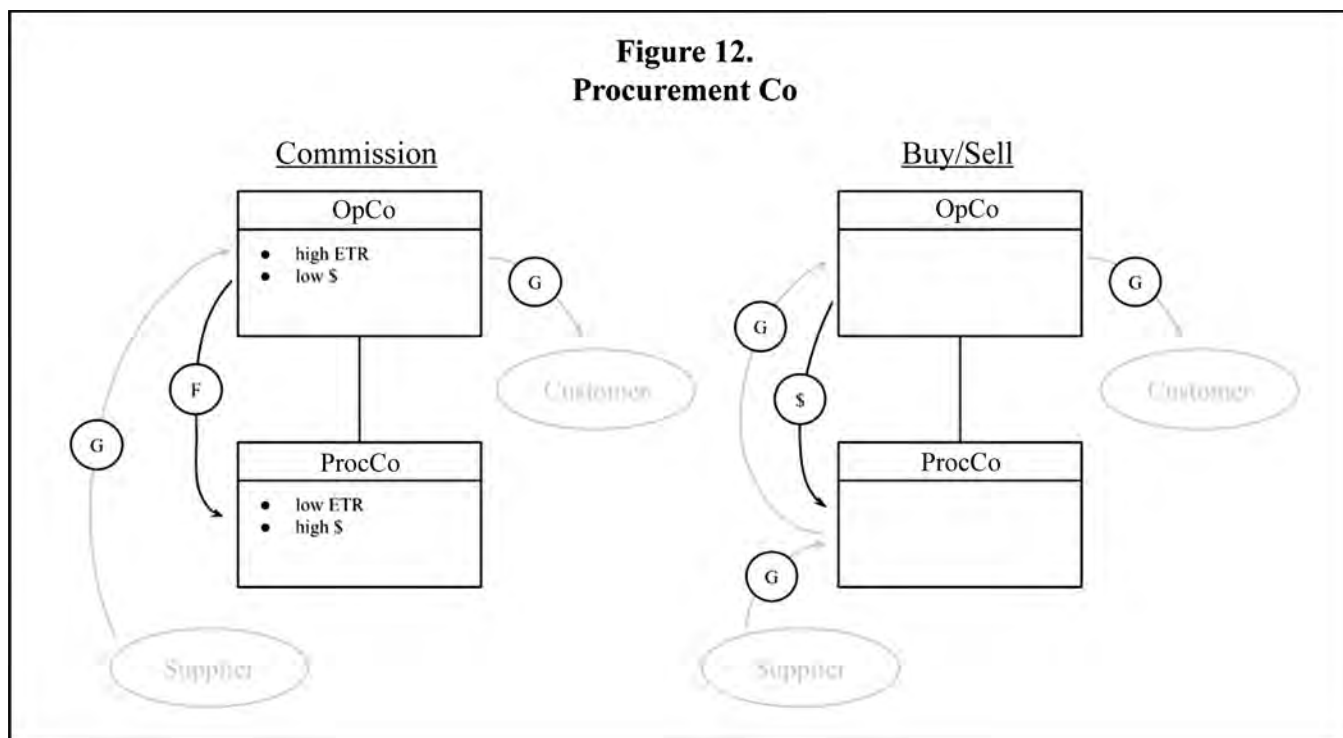 Figure 12.
Procurement Co
Commission
OpCo
● high ETR
● low $
G
F
G
Customer
ProcCo
● low ETR
● high $
Supplier
Buy/Sell
OpCo
G
G
$
Customer
ProcCo
G
Supplier